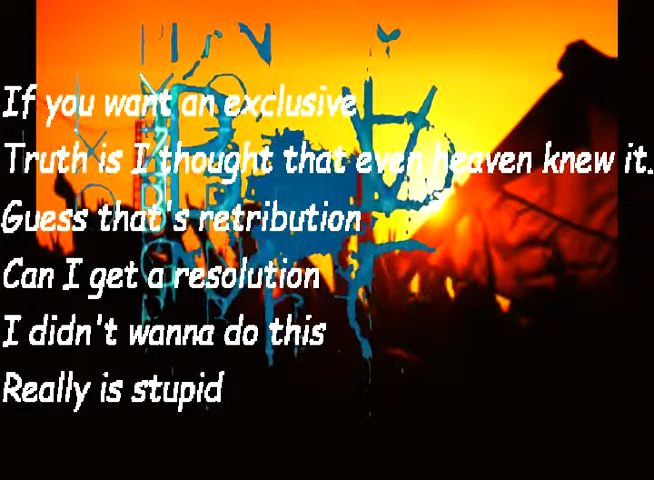 If you want an exclusive
Truth is I thought that even heaven knew it.
Guess that's retribution
Can I get a resolution
I didn't wanna do this
Really is stupid